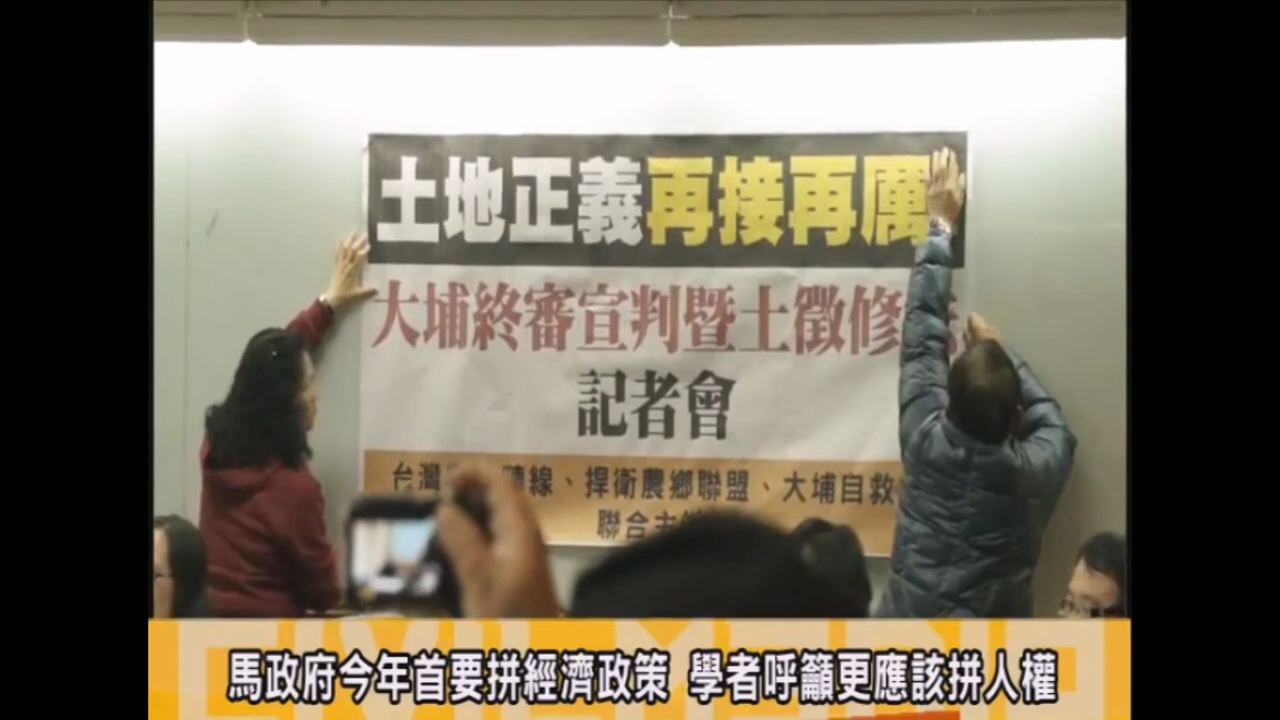 土地正義再接再厲
大埔終審宣判暨土徵修
記者會
台灣 陣線、捍衛農鄉聯盟、大埔自救
聯合主
馬政府今年首要拼經濟政策 學者呼籲更應該拼人權